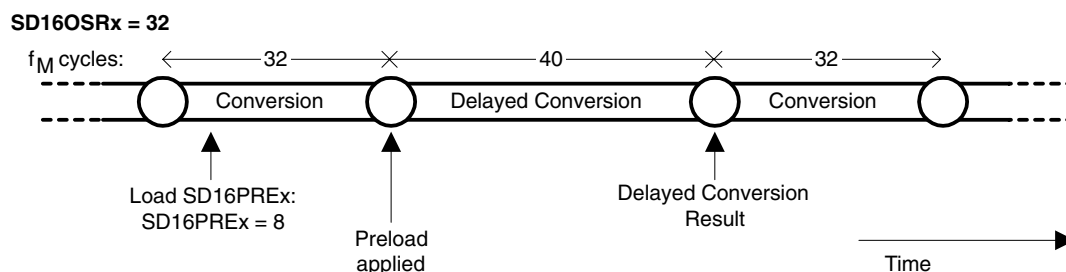 SD16OSRx = 32
fM cycles:
32
40
32
Conversion
Delayed Conversion
Conversion
Load SD16PREx:
SD16PREx = 8
Preload
applied
Delayed Conversion
Result
Time